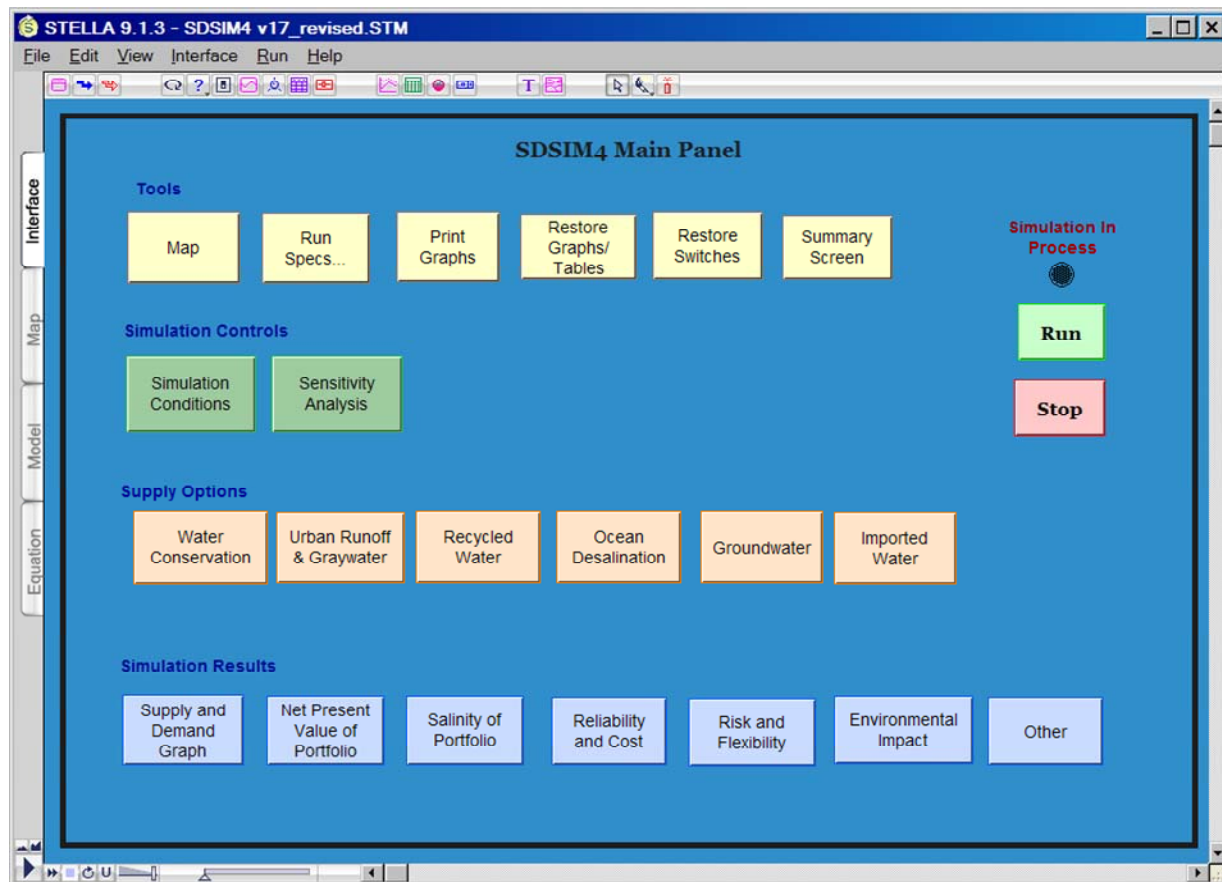 STELLA 9.1.3 - SDSIM4 v17_revised.STM
File Edit View Interface Run Help
SDSIM4 Main Panel
Tools
Map
Run
Specs...
Print
Graphs
Restore
Graphs/
Tables
Restore
Switches
Summary
Screen
Simulation In
Process
Run
Stop
Simulation Controls
Simulation
Conditions
Sensitivity
Analysis
Supply Options
Water
Conservation
Urban Runoff
& Graywater
Recycled
Water
Ocean
Desalination
Groundwater
Imported
Water
Simulation Results
Supply and
Demand
Graph
Net Present
Value of
Portfolio
Salinity of
Portfolio
Reliability
and Cost
Risk and
Flexibility
Environmental
Impact
Other
Interface
Map
Model
Equation